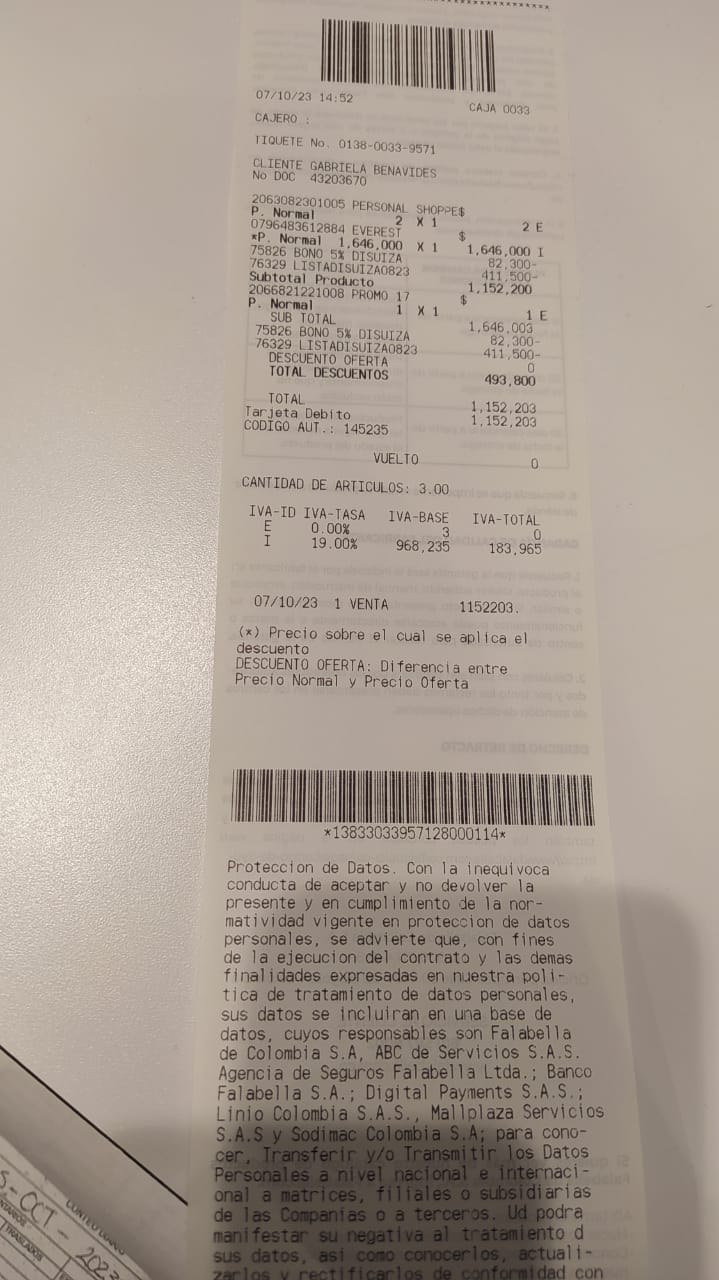 07/10/23 14:52 CAJA 0033
CAJERO :
TIQUETE No. 0138-0033-9571
CLIENTE GABRIELA BENAVIDES
No DOC 43203670
2063082301005 PERSONAL SHOPPE$
P. Normal 2 X 1 2 E
0796483612884 EVEREST $
*P. Normal 1,646,000 X 1 1,646,000 I
75826 BONO 5% DISUIZA 82,300-
76329 LISTADISUIZA0823 411,500-
Subtotal Producto 1,152,200
2066821221008 PROMO 17 $
P. Normal 1 X 1 1 E
SUB TOTAL 1,646,003
75826 BONO 5% DISUIZA 82,300-
76329 LISTADISUIZA0823 411,500-
DESCUENTO OFERTA 0
TOTAL DESCUENTOS 493,800
TOTAL 1,152,203
Tarjeta Debito 1,152,203
CODIGO AUT.: 145235
VUELTO 0
CANTIDAD DE ARTICULOS: 3.00
IVA-ID IVA-TASA IVA-BASE IVA-TOTAL
E 0.00% 3 0
I 19.00% 968,235 183,965
07/10/23 1 VENTA 1152203.
(*) Precio sobre el cual se aplica el
descuento
DESCUENTO OFERTA: Diferencia entre
Precio Normal y Precio Oferta
DERECHO DE RETRACTO
*13833033957128000114*
Proteccion de Datos. Con la inequivoca
conducta de aceptar y no devolver la
presente y en cumplimiento de la nor-
matividad vigente en proteccion de datos
personales, se advierte que, con fines
de la ejecucion del contrato y las demas
finalidades expresadas en nuestra poli-
tica de tratamiento de datos personales,
sus datos se incluiran en una base de
datos, cuyos responsables son Falabella
de Colombia S.A, ABC de Servicios S.A.S.
Agencia de Seguros Falabella Ltda.; Banco
Falabella S.A.; Digital Payments S.A.S.;
Linio Colombia S.A.S., Mallplaza Servicios
S.A.S y Sodimac Colombia S.A; para cono-
cer, Transferir y/o Transmitir los Datos
Personales a nivel nacional e internaci-
onal a matrices, filiales o subsidiarias
de las Companias o a terceros. Ud podra
manifestar su negativa al tratamiento d
sus datos, asi como conocerlos, actuali-
zarlos y rectificarlos de conformidad con
S-OCT-2023
TRASLADOS